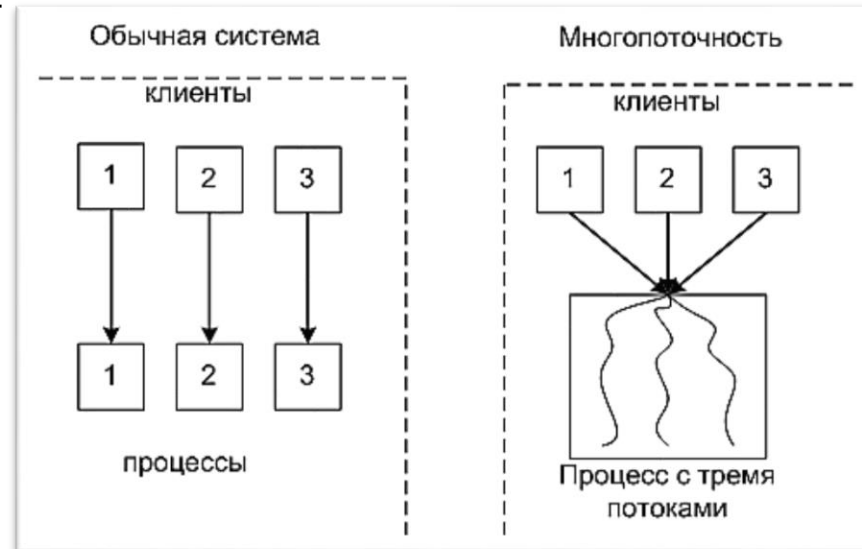 Обычная система
клиенты
1 2 3
1 2 3
процессы
Многопоточность
клиенты
1 2 3
Процесс с тремя
потоками